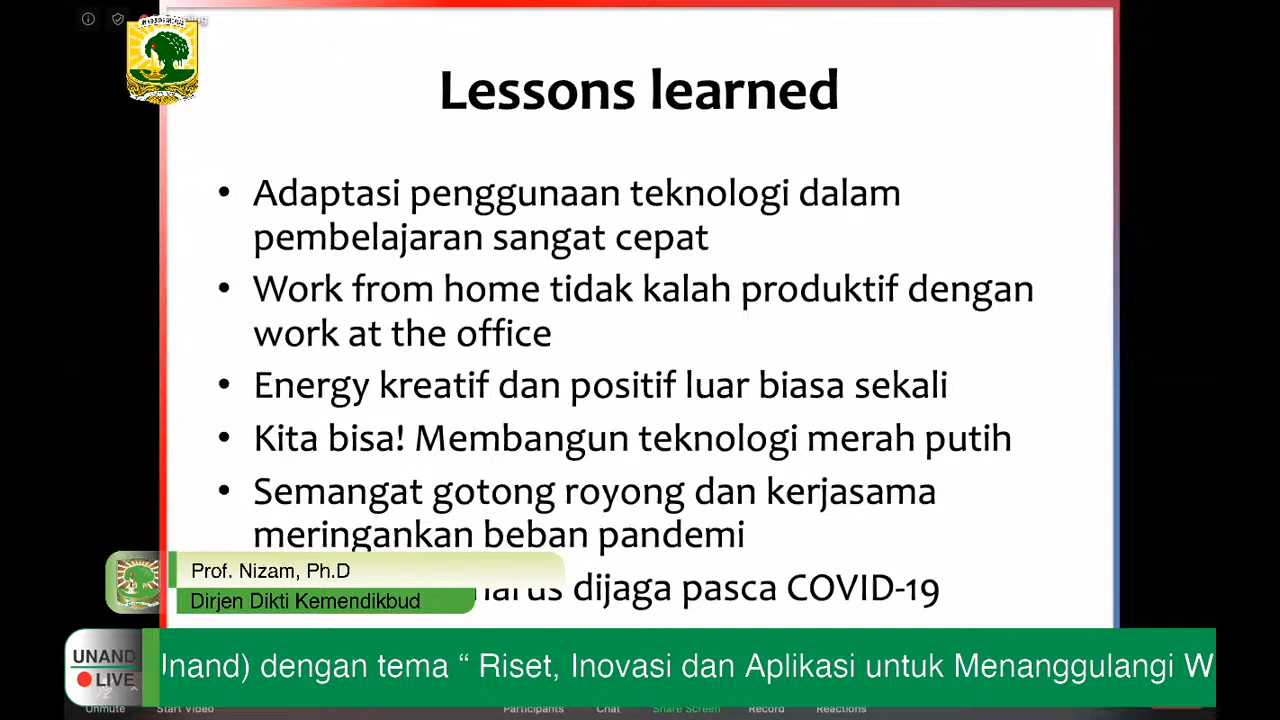 Lessons learned
• Adaptasi penggunaan teknologi dalam
pembelajaran sangat cepat
• Work from home tidak kalah produktif dengan
work at the office
• Energy kreatif dan positif luar biasa sekali
• Kita bisa! Membangun teknologi merah putih
• Semangat gotong royong dan kerjasama
meringankan beban pandemi
harus dijaga pasca COVID-19
Prof. Nizam, Ph.D
Dirjen Dikti Kemendikbud
UNAND
LIVE
Unand) dengan tema “ Riset, Inovasi dan Aplikasi untuk Menanggulangi W
Unmute Start Video Participants Chat Share Screen Record Reactions